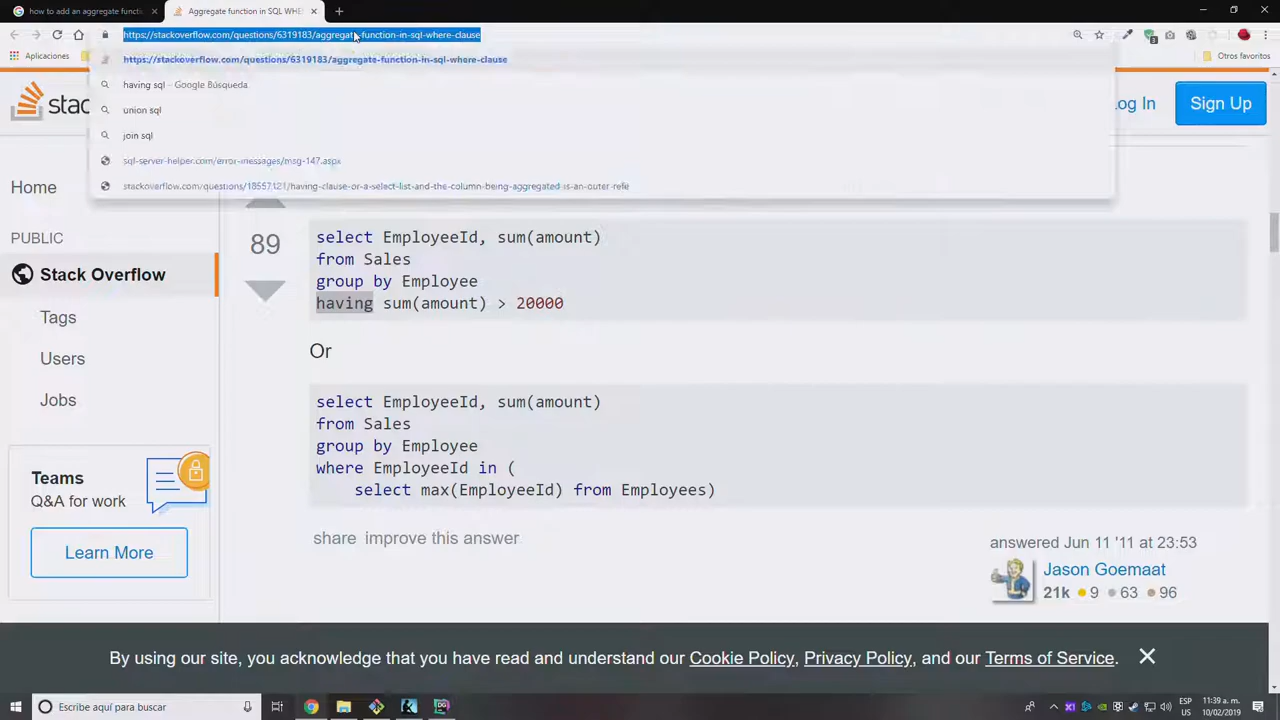 how to add an aggregate functi
Aggregate function in SQL WHE
https://stackoverflow.com/questions/6319183/aggregate-function-in-sql-where-clause
Otros favoritos
https://stackoverflow.com/questions/6319183/aggregate-function-in-sql-where-clause
having sql - Google Búsqueda
union sql
join sql
sql-server-helper.com/error-messages/msg-147.aspx
stackoverflow.com/questions/18557121/having-clause-or-a-select-list-and-the-column-being-aggregated-is-an-outer-refe
stac
Log In
Sign Up
Home
PUBLIC
Stack Overflow
Tags
Users
Jobs
Teams
Q&A for work
Learn More
89
select EmployeeId, sum(amount)
from Sales
group by Employee
having sum(amount) > 20000
Or
select EmployeeId, sum(amount)
from Sales
group by Employee
where EmployeeId in (
select max(EmployeeId) from Employees)
share improve this answer
answered Jun 11 '11 at 23:53
Jason Goemaat
21k 9 63 96
By using our site, you acknowledge that you have read and understand our Cookie Policy, Privacy Policy, and our Terms of Service.
Escribe aquí para buscar
ESP
US
11:39 a. m.
10/02/2019